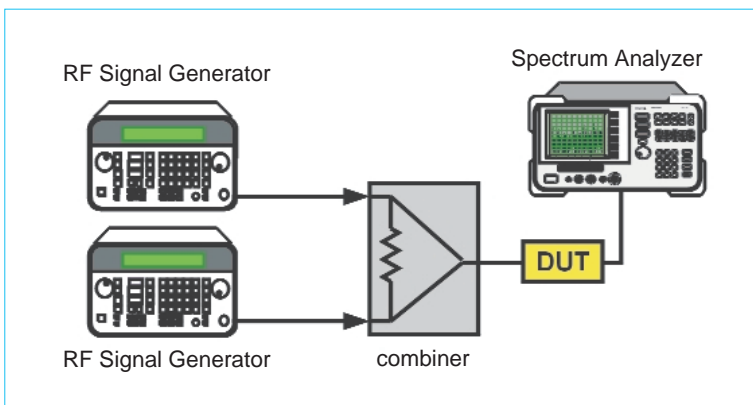 Spectrum Analyzer
RF Signal Generator
DUT
RF Signal Generator
combiner